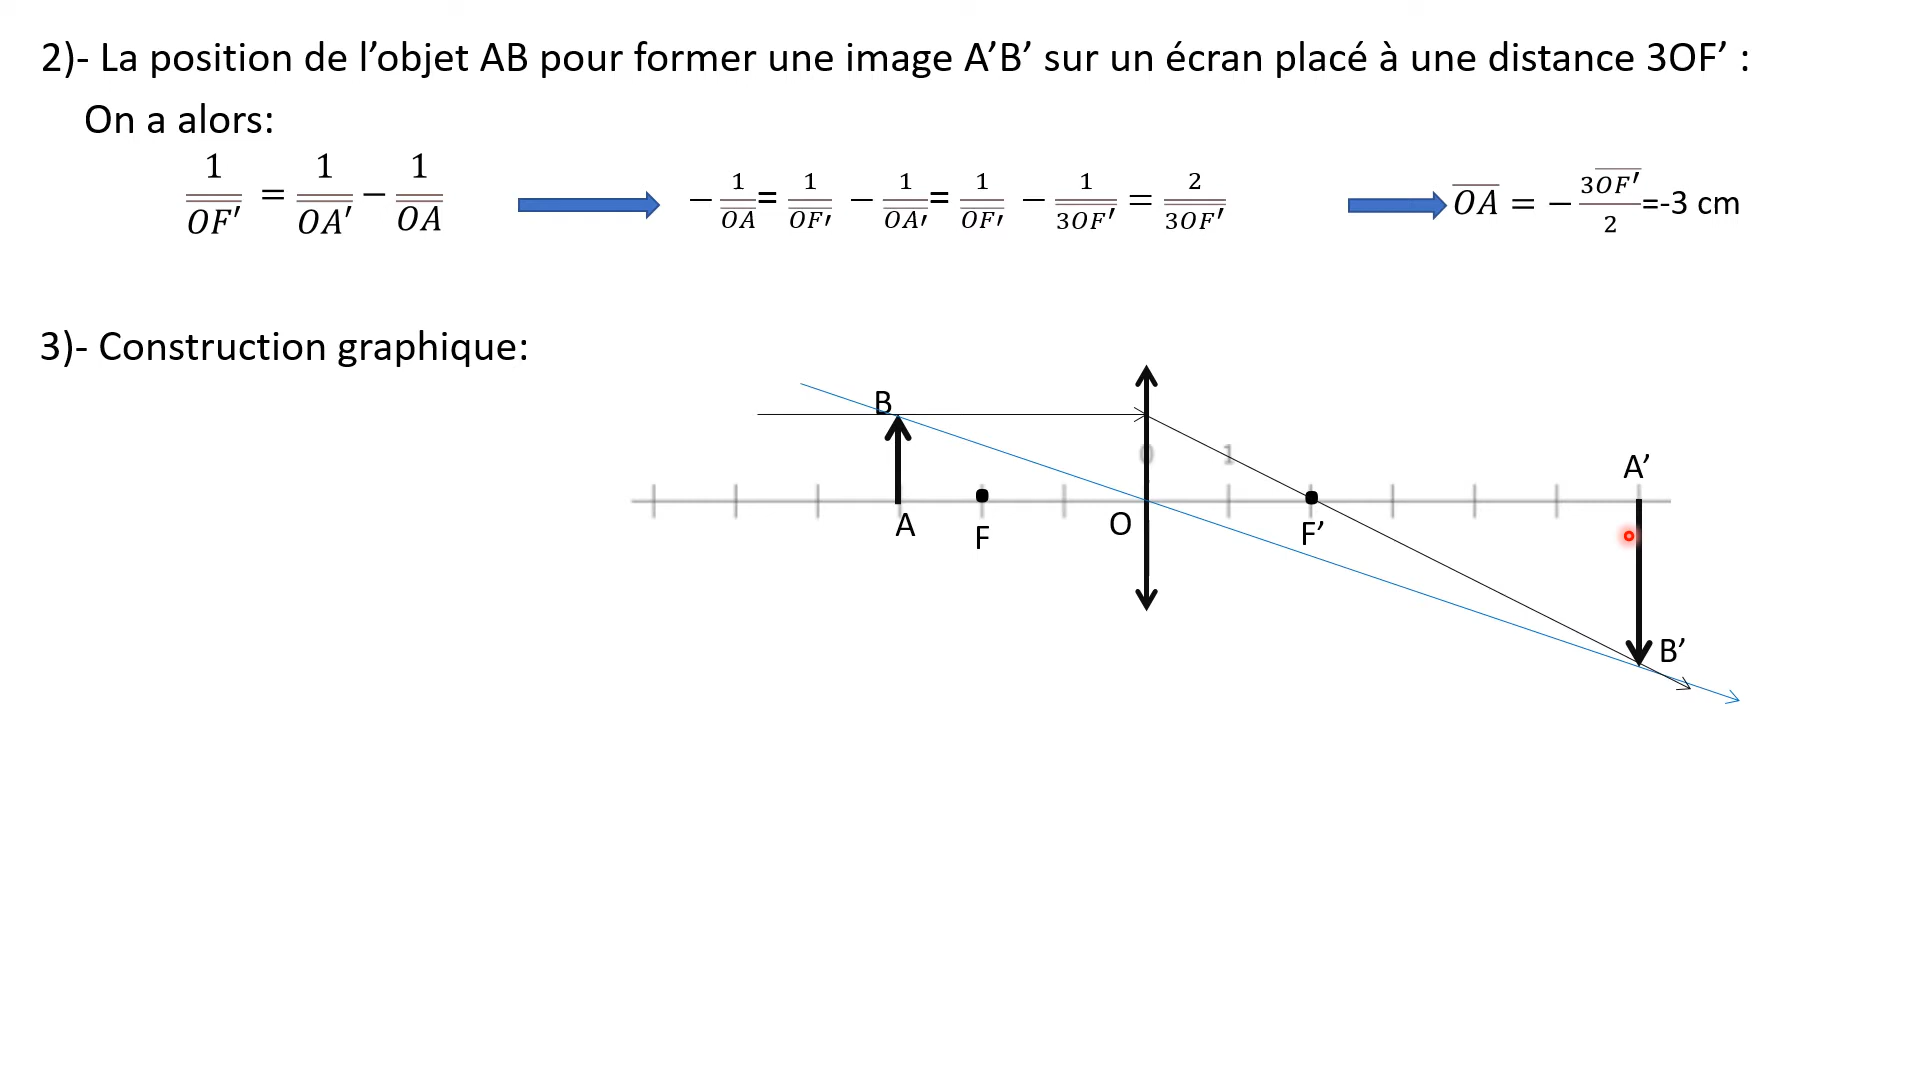 2)- La position de l’objet AB pour former une image A’B’ sur un écran placé à une distance 3OF’ :
On a alors:
1/OF′ = 1/OA′ − 1/OA
− 1/OA = 1/OF′ − 1/OA′ = 1/OF′ − 1/3OF′ = 2/3OF′
OA = − 3OF′/2 =-3 cm
3)- Construction graphique:
B
0 1
A’
A F O F’
B’